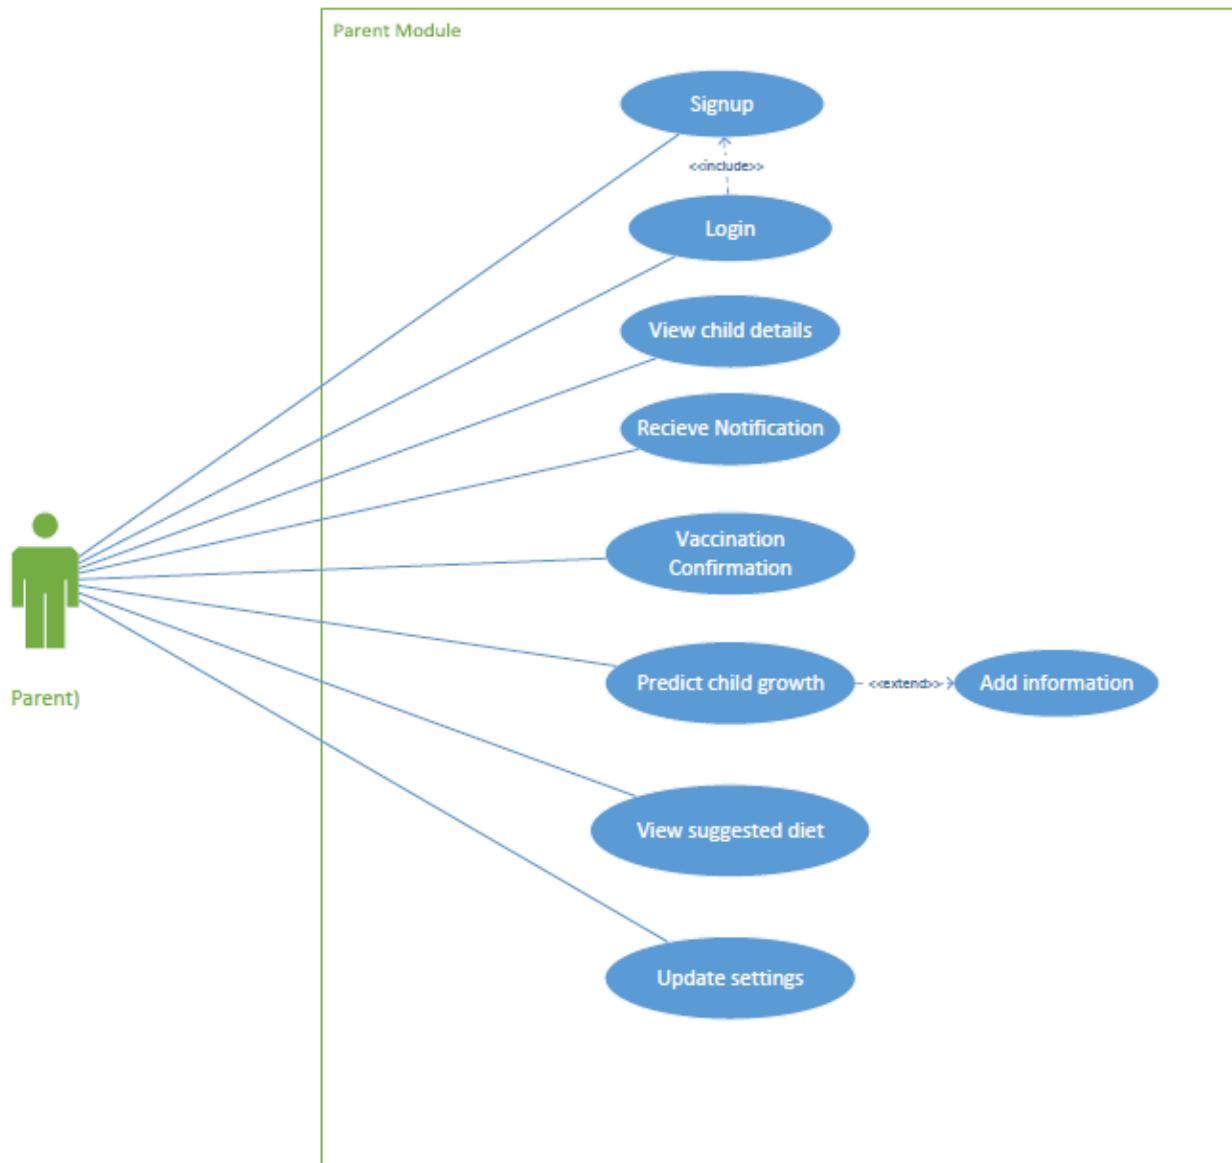 Parent Module
Signup
<<include>>
Login
View child details
Recieve Notification
Vaccination
Confirmation
Predict child growth
<<extend>>
Add information
Parent)
View suggested diet
Update settings